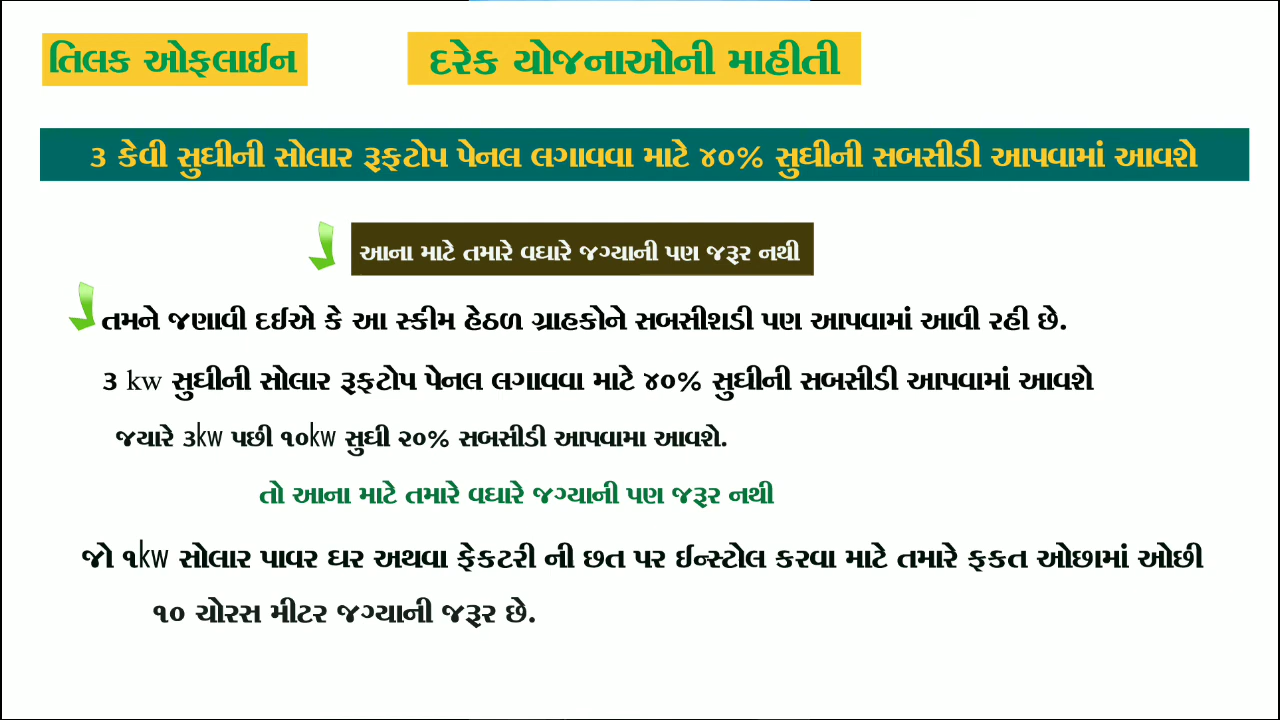 તિલક ઓફલાઈન
દરેક યોજનાઓની માહીતી
૩ કેવી સુધીની સોલાર રૂફટોપ પેનલ લગાવવા માટે ૪૦% સુધીની સબસીડી આપવામાં આવશે
આના માટે તમારે વધારે જગ્યાની પણ જરૂર નથી
તમને જણાવી દઈએ કે આ સ્કીમ હેઠળ ગ્રાહકોને સબસીશડી પણ આપવામાં આવી રહી છે.
૩ kw સુધીની સોલાર રૂફટોપ પેનલ લગાવવા માટે ૪૦% સુધીની સબસીડી આપવામાં આવશે
જયારે ૩kw પછી ૧૦kw સુધી ૨૦% સબસીડી આપવામા આવશે.
તો આના માટે તમારે વધારે જગ્યાની પણ જરૂર નથી
જો ૧kw સોલાર પાવર ઘર અથવા ફેકટરી ની છત પર ઈન્સ્ટોલ કરવા માટે તમારે ફકત ઓછામાં ઓછી
૧૦ ચોરસ મીટર જગ્યાની જરૂર છે.